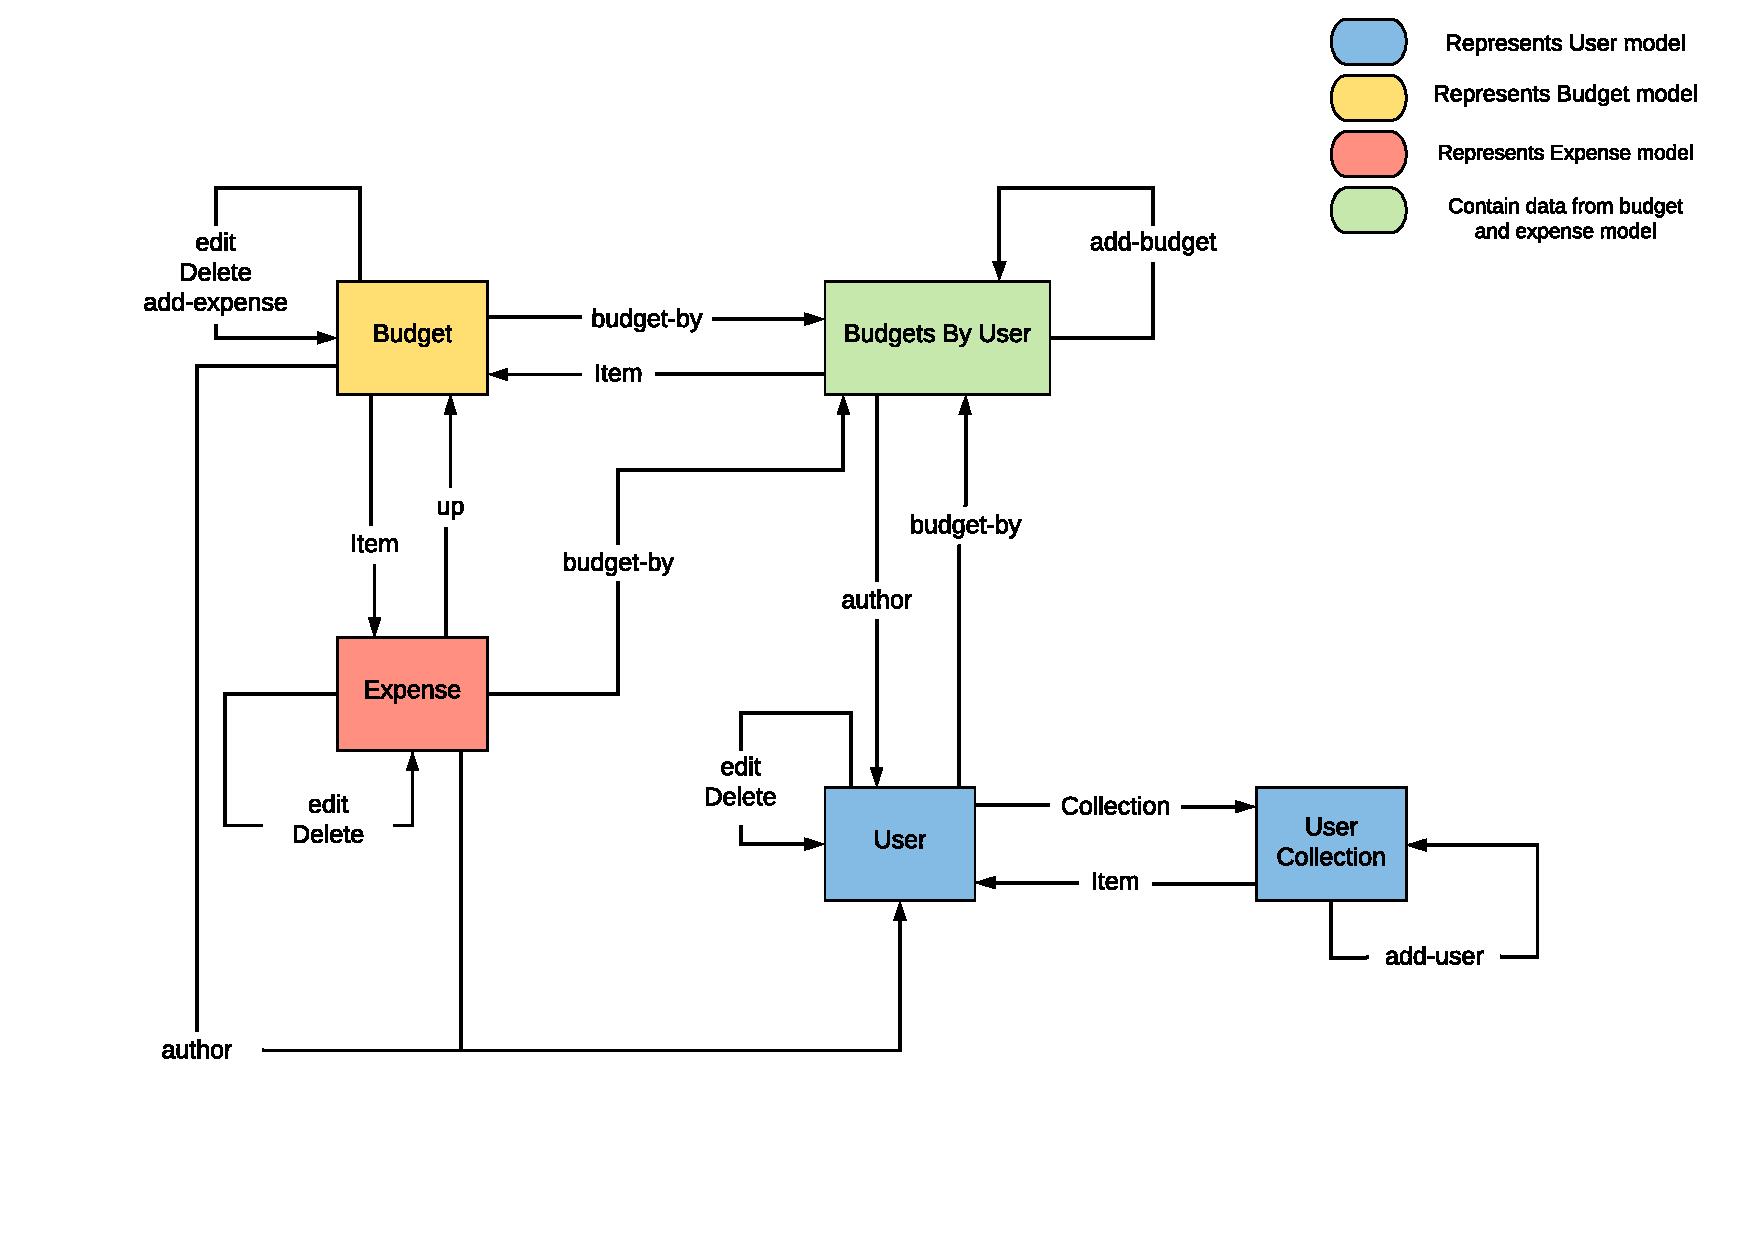 Represents User model
Represents Budget model
Represents Expense model
Contain data from budget
and expense model
edit
Delete
add-expense
Budget
budget-by
Item
Budgets By User
add-budget
up
Item
budget-by
budget-by
author
Expense
edit
Delete
edit
Delete
User
Collection
Item
User
Collection
add-user
author